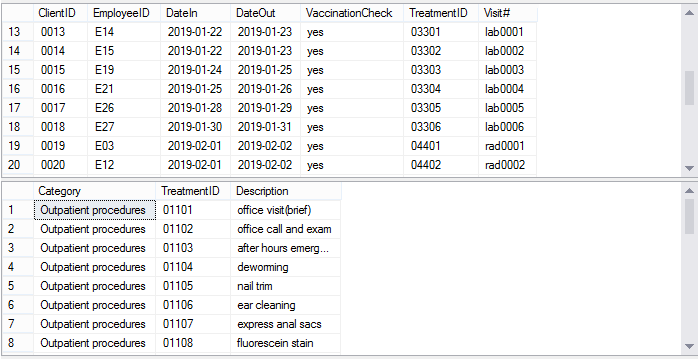 ClientID EmployeeID DateIn DateOut VaccinationCheck TreatmentID Visit#
13 0013 E14 2019-01-22 2019-01-23 yes 03301 lab0001
14 0014 E15 2019-01-22 2019-01-23 yes 03302 lab0002
15 0015 E19 2019-01-24 2019-01-25 yes 03303 lab0003
16 0016 E21 2019-01-25 2019-01-26 yes 03304 lab0004
17 0017 E26 2019-01-28 2019-01-29 yes 03305 lab0005
18 0018 E27 2019-01-30 2019-01-31 yes 03306 lab0006
19 0019 E03 2019-02-01 2019-02-02 yes 04401 rad0001
20 0020 E12 2019-02-01 2019-02-02 yes 04402 rad0002
Category TreatmentID Description
1 Outpatient procedures 01101 office visit(brief)
2 Outpatient procedures 01102 office call and exam
3 Outpatient procedures 01103 after hours emerg...
4 Outpatient procedures 01104 deworming
5 Outpatient procedures 01105 nail trim
6 Outpatient procedures 01106 ear cleaning
7 Outpatient procedures 01107 express anal sacs
8 Outpatient procedures 01108 fluorescein stain